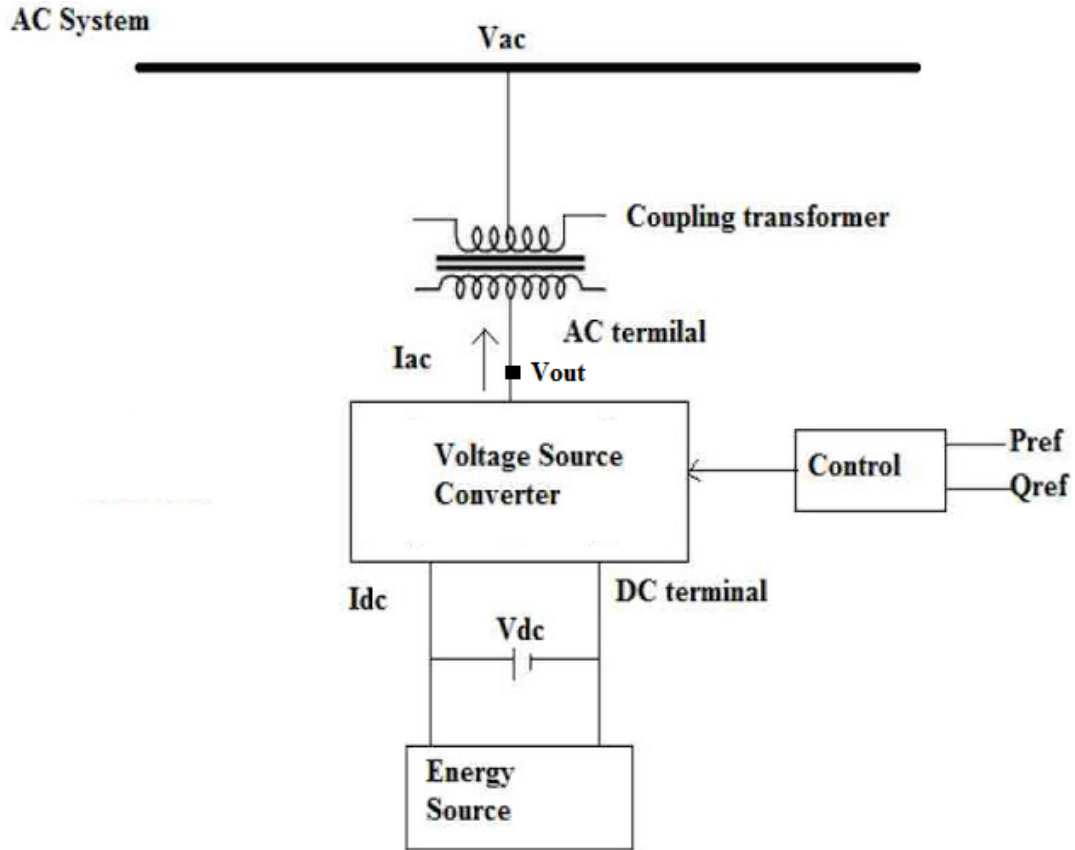 AC System
Vac
Coupling transformer
AC termilal
Iac
Vout
Voltage Source
Converter
Control
Pref
Qref
Idc
DC terminal
Vdc
Energy
Source